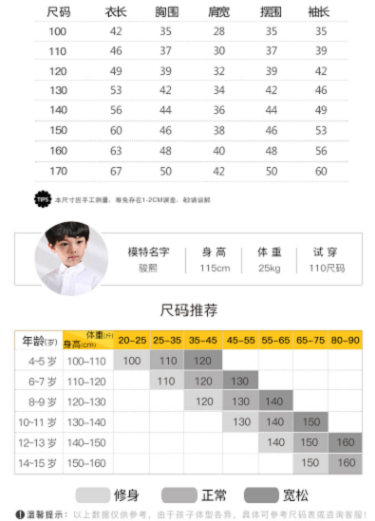 尺码 衣长 胸围 肩宽 摆围 袖长
100 42 35 28 35 35
110 46 37 30 37 39
120 49 39 32 39 42
130 53 42 34 42 46
140 56 44 36 44 49
150 60 46 38 46 53
160 63 48 40 48 56
170 67 50 42 50 60
TIPS 本尺寸因手工测量，难免存在1-2CM误差，敬请谅解
模特名字 身高 体重 试穿
骏熙 115cm 25kg 110尺码
尺码推荐
年龄(岁) 体重(斤) 身高(cm) 20-25 25-35 35-45 45-55 55-65 65-75 80-90
4-5 岁 100-110 100 110 120
6-7 岁 110-120 110 120 130
8-9 岁 120-130 120 130 140
10-11 岁 130-140 130 140 150
12-13 岁 140-150 140 150 160
14-15 岁 150-160 150 160
修身 正常 宽松
温馨提示：以上数据仅供参考，由于孩子体型各异，具体可参考尺码表或咨询客服！